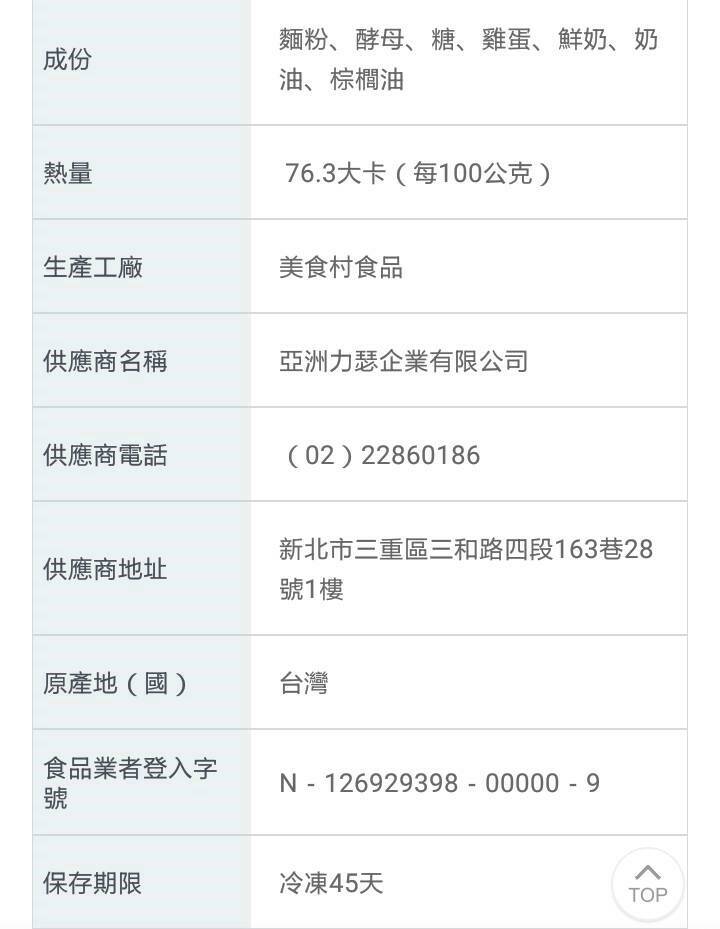 成份
麵粉、酵母、糖、雞蛋、鮮奶、奶
油、棕櫚油
熱量
76.3大卡(每100公克)
生產工廠
美食村食品
供應商名稱
亞洲力瑟企業有限公司
供應商電話
(02)22860186
供應商地址
新北市三重區三和路四段163巷28
號1樓
原產地(國)
台灣
食品業者登入字
號
N - 126929398 - 00000 - 9
保存期限
冷凍45天
TOP